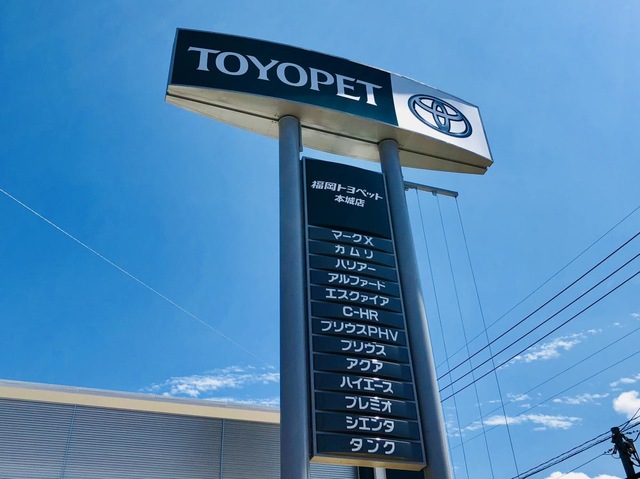 TOYOPET
福岡トヨペット
本城店
マークX
カムリ
ハリアー
アルファード
エスクァイア
C-HR
プリウスPHV
プリウス
アクア
ハイエース
プレミオ
シエンタ
タンク